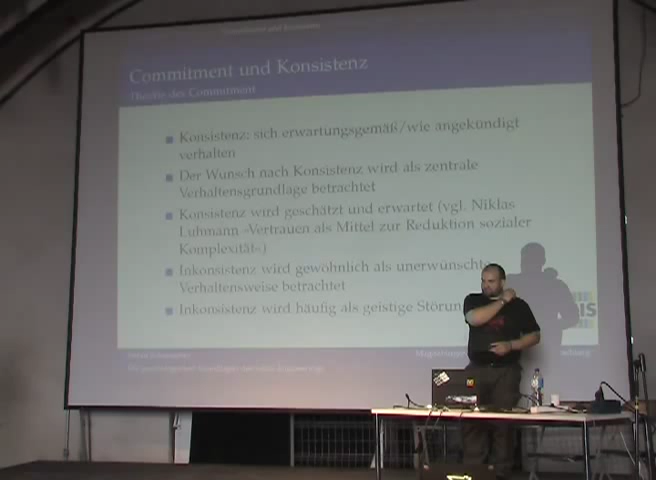 Commitment und Konsistenz
Theorie des Commitment
Konsistenz: sich erwartungsgemäß/wie angekündigt
verhalten
Der Wunsch nach Konsistenz wird als zentrale
Verhaltensgrundlage betrachtet
Konsistenz wird geschätzt und erwartet (vgl. Niklas
Luhmann »Vertrauen als Mittel zur Reduktion sozialer
Komplexität«)
Inkonsistenz wird gewöhnlich als unerwünschte
Verhaltensweise betrachtet
Inkonsistenz wird häufig als geistige Störun